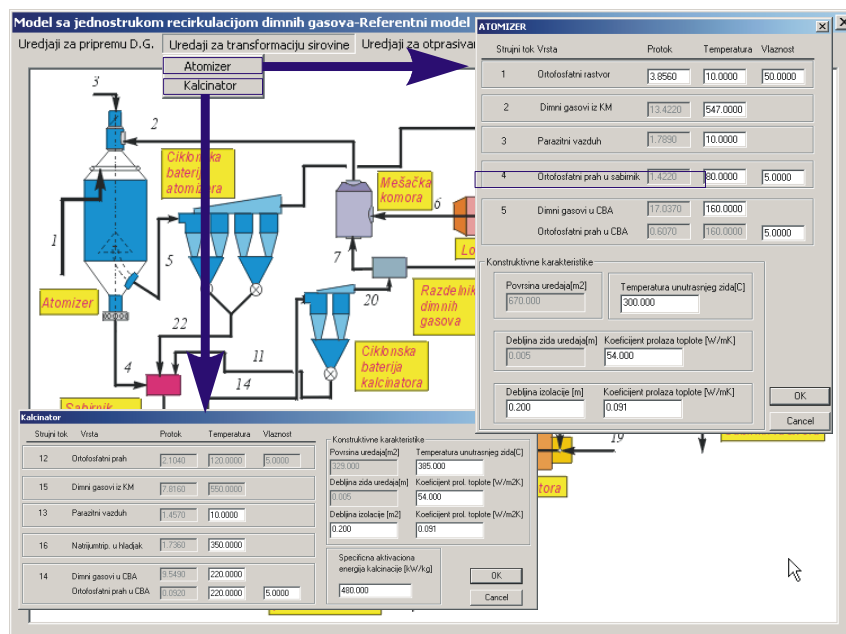 Model sa jednostrukom recirkulacijom dimnih gasova-Referentni model
Uredjaji za pripremu D.G. Uredaji za transformaciju sirovine Uredjaji za otprasivan
Atomizer
Kalcinator
3
2
Ciklonska
baterija
atomizera
Mešačka
komora
6
Lo
1
5
7
Razdelnik
dimnih
gasova
20
Atomizer
22
4
11
14
Ciklonska
baterija
kalcinatora
Sabirnik
19
tora
ATOMIZER
Strujni tok Vrsta Protok Temperatura Vlaznost
1 Ortofosfatni rastvor 3.8560 10.0000 50.0000
2 Dimni gasovi iz KM 13.4220 547.0000
3 Parazitni vazduh 1.7890 10.0000
4 Ortofosfatni prah u sabirnik 1.4220 80.0000 5.0000
5 Dimni gasovi u CBA 17.0370 160.0000
Ortofosfatni prah u CBA 0.6070 160.0000 5.0000
Konstruktivne karakteristike
Povrsina uredaja[m2] Temperatura unutrasnjeg zida[C]
670.000 300.000
Debljina zida uredaja[m] Koeficijent prolaza toplote [W/mK]
0.005 54.000
Debljina izolacije [m] Koeficijent prolaza toplote [W/mK]
0.200 0.091
OK
Cancel
Kalcinator
Strujni tok Vrsta Protok Temperatura Vlaznost
12 Ortofosfatni prah 2.1040 120.0000 5.0000
15 Dimni gasovi iz KM 7.8160 550.0000
13 Parazitni vazduh 1.4570 10.0000
16 Natrijumtrip. u hladjak 1.7360 350.0000
14 Dimni gasovi u CBA 9.5490 220.0000
Ortofosfatni prah u CBA 0.0920 220.0000 5.0000
Konstruktivne karakteristike
Povrsina uredaja[m2] Temperatura unutrasnjeg zida[C]
329.000 385.000
Debljina zida uredaja[m] Koeficijent prol. toplote [W/m2K]
0.005 54.000
Debljina izolacije [m2] Koeficijent prol. toplote [W/m2K]
0.200 0.091
Specificna aktivaciona
energija kalcinacije [kW/kg]
480.000
OK
Cancel